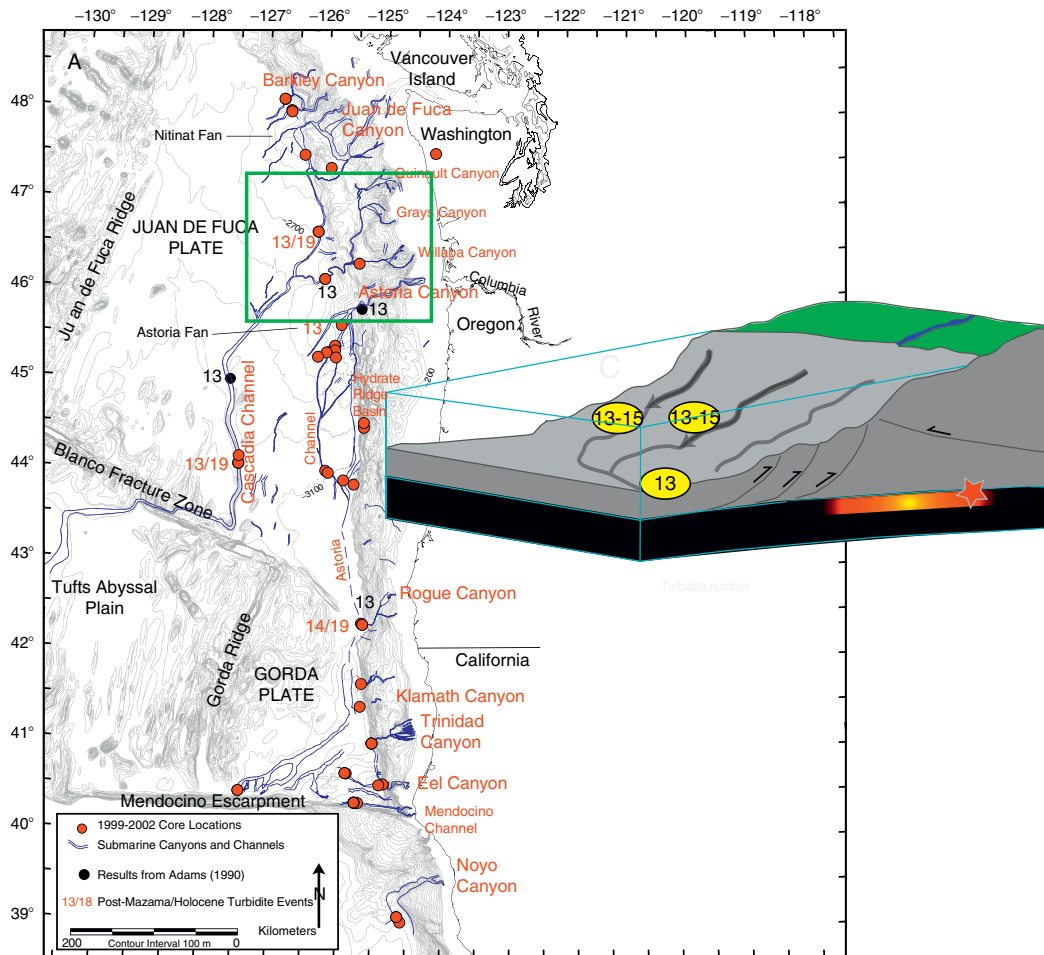 −130° −129° −128° −127° −126° −125° −124° −123° −122° −121° −120° −119° −118°
A
Vancouver
Island
Barkley Canyon
48°
Juan de Fuca
Canyon
Nitinat Fan
Washington
47°
Quinault Canyon
Grays Canyon
−2700
JUAN DE FUCA
PLATE
13/19
Willapa Canyon
Ju an de Fuca Ridge
46°
13
Astoria Canyon
Columbia
River
13
Astoria Fan
13
Oregon
45°
13
200
Hydrate
Ridge
Basin
C
13-15
13-15
13
Cascadia Channel
Channel
44°
13/19
−3100
Blanco Fracture Zone
43°
Astoria
Tufts Abyssal
Plain
Turbidite number
13
Rogue Canyon
14/19
42°
California
Gorda Ridge
GORDA
PLATE
Klamath Canyon
41°
Trinidad
Canyon
Eel Canyon
Mendocino Escarpment
Mendocino
Channel
40°
1999-2002 Core Locations
Submarine Canyons and Channels
Results from Adams (1990)
13/18 Post-Mazama/Holocene Turbidite Events
N
Kilometers
200 Contour Interval 100 m 0
Noyo
Canyon
39°